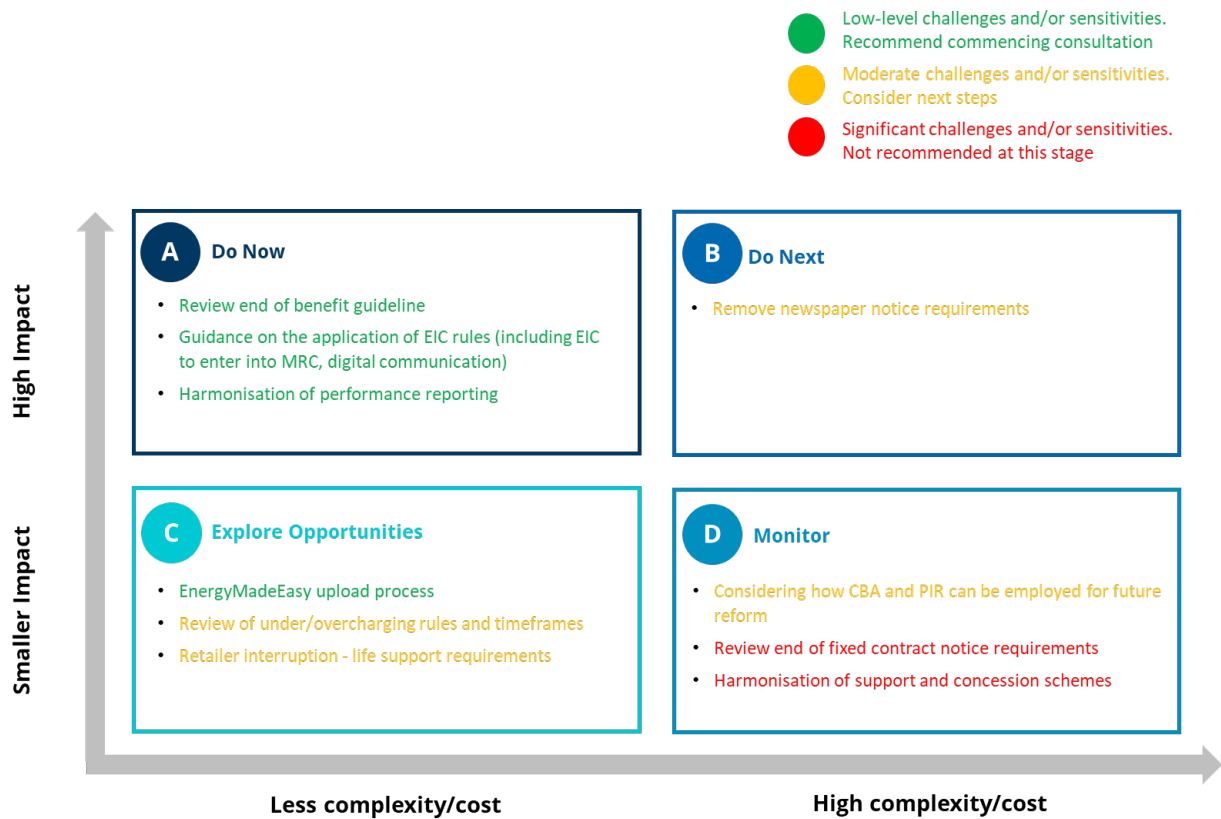 Low-level challenges and/or sensitivities.
Recommend commencing consultation
Moderate challenges and/or sensitivities.
Consider next steps
Significant challenges and/or sensitivities.
Not recommended at this stage
High Impact
A
Do Now
• Review end of benefit guideline
• Guidance on the application of EIC rules (including EIC
to enter into MRC, digital communication)
• Harmonisation of performance reporting
B
Do Next
• Remove newspaper notice requirements
Smaller Impact
C
Explore Opportunities
• EnergyMadeEasy upload process
• Review of under/overcharging rules and timeframes
• Retailer interruption - life support requirements
D
Monitor
• Considering how CBA and PIR can be employed for future
reform
• Review end of fixed contract notice requirements
• Harmonisation of support and concession schemes
Less complexity/cost
High complexity/cost